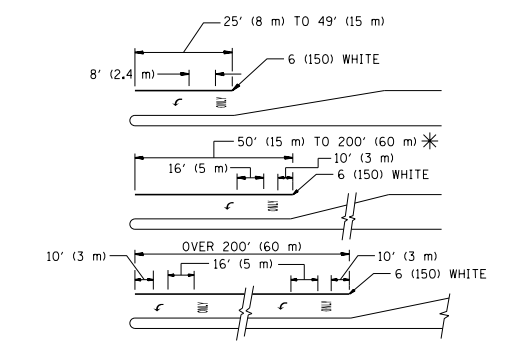 25' (8 m) TO 49' (15 m)
6 (150) WHITE
8' (2.4 m)
ONLY
50' (15 m) TO 200' (60 m) *
10' (3 m)
16' (5 m)
6 (150) WHITE
ONLY
OVER 200' (60 m)
10' (3 m)
10' (3 m)
16' (5 m)
6 (150) WHITE
ONLY
ONLY